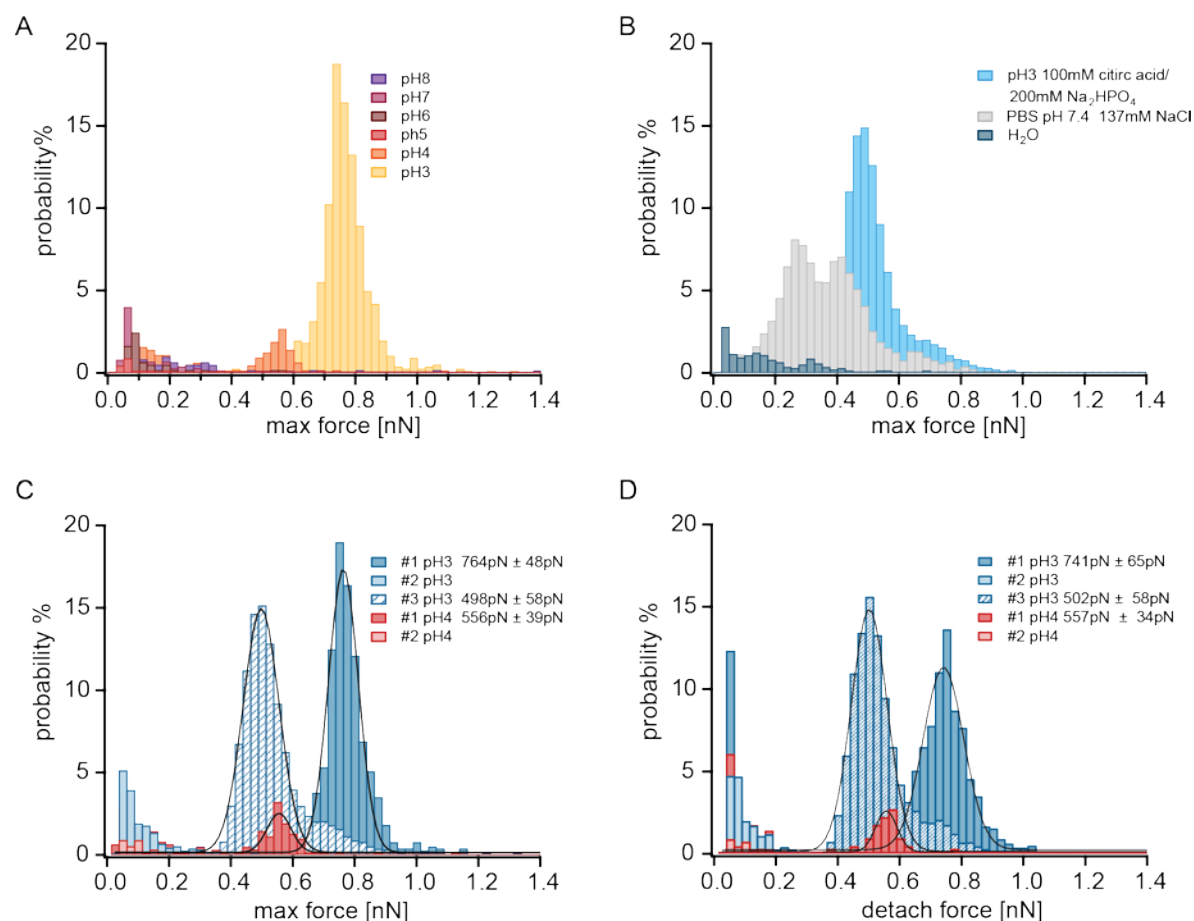 A
20
15
10
5
0
probability%
pH8
pH7
pH6
ph5
pH4
pH3
0.0 0.2 0.4 0.6 0.8 1.0 1.2 1.4
max force [nN]
B
20
15
10
5
0
probability %
pH3 100mM citirc acid/
200mM Na₂HPO₄
PBS pH 7.4 137mM NaCl
H₂O
0.0 0.2 0.4 0.6 0.8 1.0 1.2 1.4
max force [nN]
C
20
15
10
5
0
probability %
#1 pH3 764pN ± 48pN
#2 pH3
#3 pH3 498pN ± 58pN
#1 pH4 556pN ± 39pN
#2 pH4
0.0 0.2 0.4 0.6 0.8 1.0 1.2 1.4
max force [nN]
D
20
15
10
5
0
probability %
#1 pH3 741pN ± 65pN
#2 pH3
#3 pH3 502pN ± 58pN
#1 pH4 557pN ± 34pN
#2 pH4
0.0 0.2 0.4 0.6 0.8 1.0 1.2 1.4
detach force [nN]